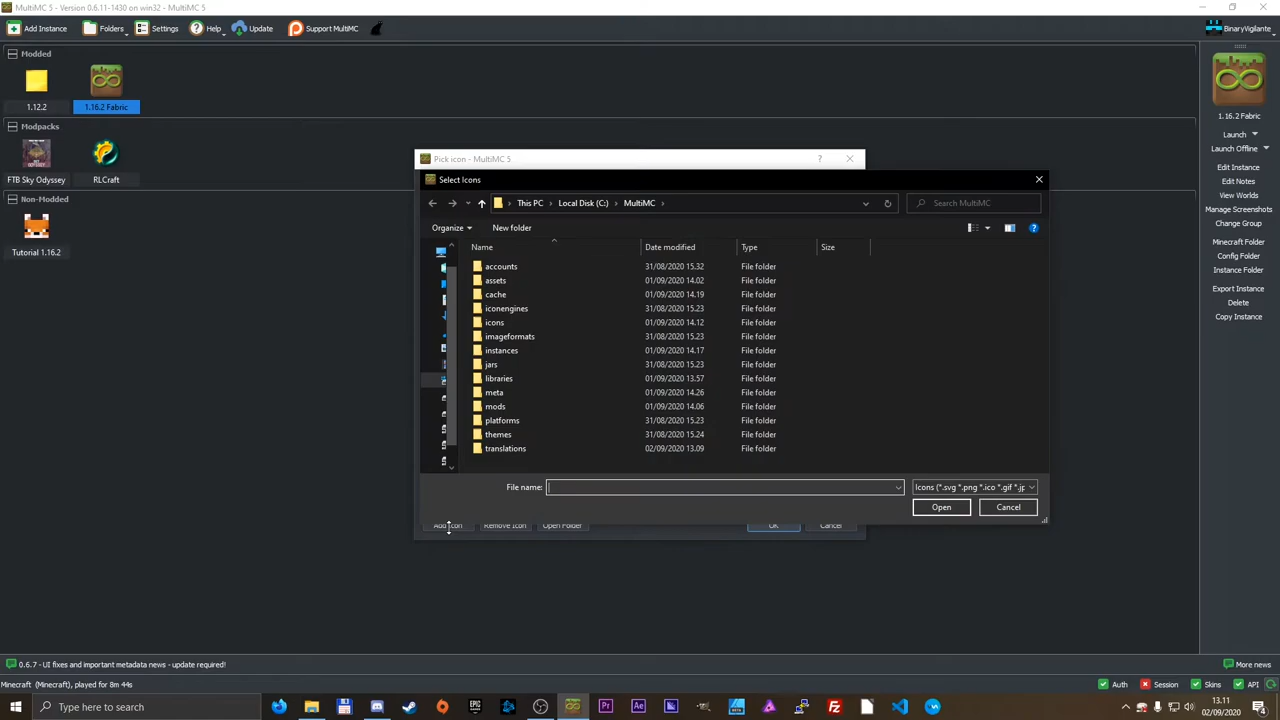 MultiMC 5 - Version 0.6.11-1430 on win32 - MultiMC 5
Add Instance Folders Settings Help Update Support MultiMC BinaryVigilante
Modded
1.12.2 1.16.2 Fabric
Modpacks
FTB Sky Odyssey RLCraft
Non-Modded
Tutorial 1.16.2
Pick icon - MultiMC 5 ?
Select Icons
This PC Local Disk (C:) MultiMC Search MultiMC
Organize New folder ?
Name Date modified Type Size
accounts 31/08/2020 15.32 File folder
assets 01/09/2020 14.02 File folder
cache 01/09/2020 14.19 File folder
iconengines 31/08/2020 15.23 File folder
icons 01/09/2020 14.12 File folder
imageformats 31/08/2020 15.23 File folder
instances 01/09/2020 14.17 File folder
jars 31/08/2020 15.23 File folder
libraries 01/09/2020 13.57 File folder
meta 01/09/2020 14.26 File folder
mods 01/09/2020 14.06 File folder
platforms 31/08/2020 15.23 File folder
themes 31/08/2020 15.24 File folder
translations 02/09/2020 13.09 File folder
File name: Icons (*.svg *.png *.ico *.gif *.jp
Open Cancel
Add Icon Remove Icon Open Folder OK Cancel
1.16.2 Fabric
Launch
Launch Offline
Edit Instance
Edit Notes
View Worlds
Manage Screenshots
Change Group
Minecraft Folder
Config Folder
Instance Folder
Export Instance
Delete
Copy Instance
0.6.7 - UI fixes and important metadata news - update required! More news
Minecraft (Minecraft), played for 8m 44s Auth Session Skins API
Type here to search Pr Ae 13.11
02/09/2020